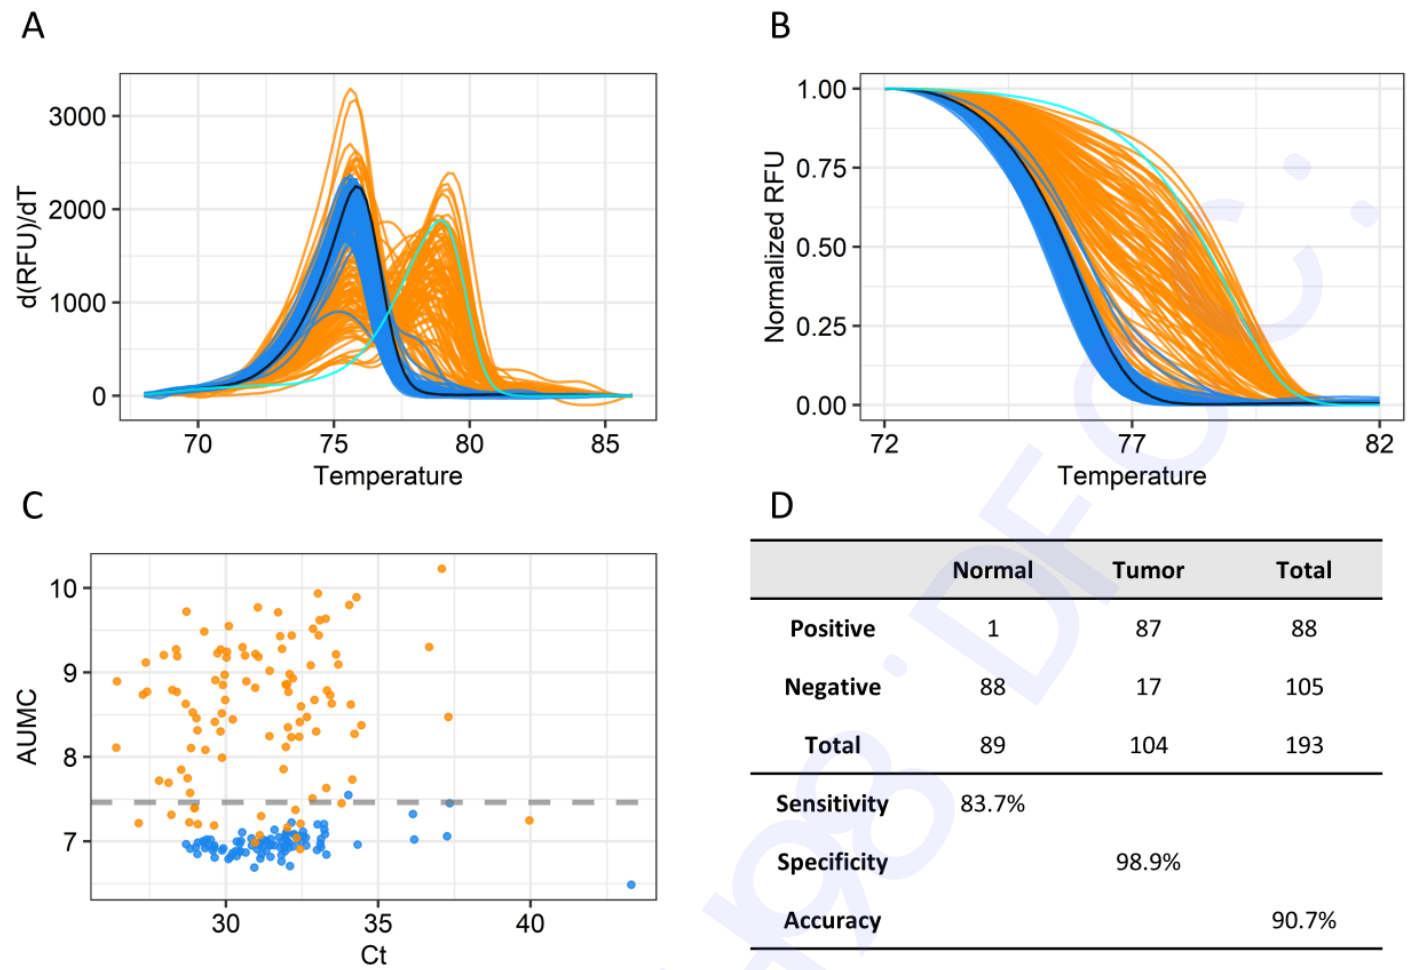 A
B
d(RFU)/dT
3000
2000
1000
0
70 75 80 85
Temperature
Normalized RFU
1.00
0.75
0.50
0.25
0.00
72 77 82
Temperature
C
D
AUMC
10
9
8
7
30 35 40
Ct
Normal Tumor Total
Positive 1 87 88
Negative 88 17 105
Total 89 104 193
Sensitivity 83.7%
Specificity 98.9%
Accuracy 90.7%